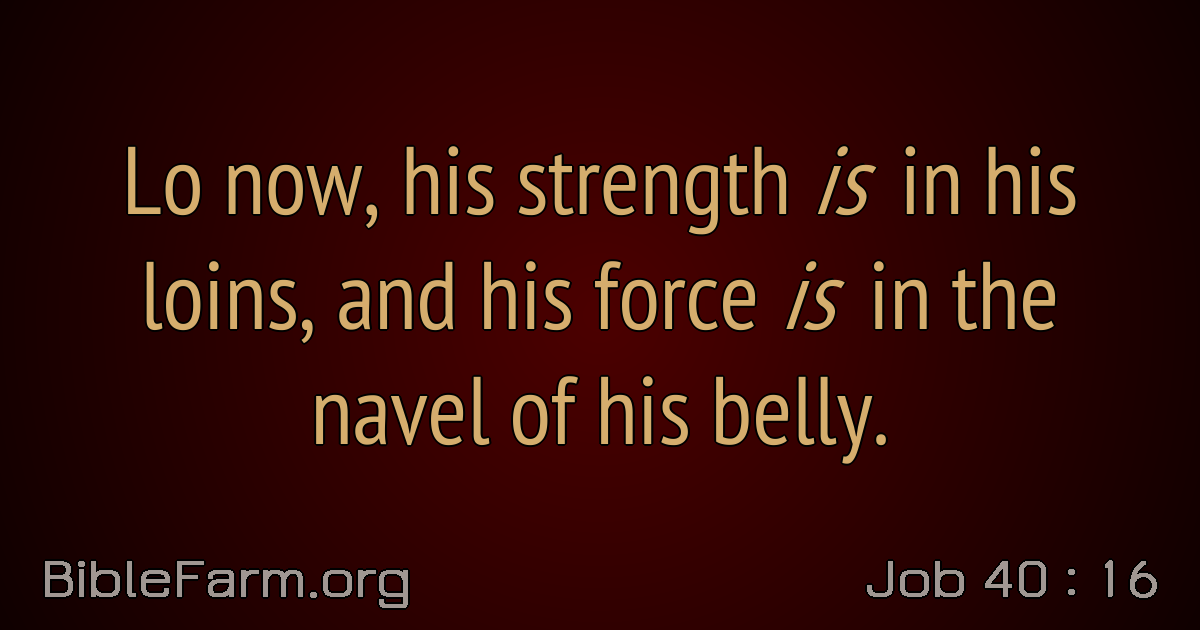 Lo now, his strength is in his
loins, and his force is in the
navel of his belly.
BibleFarm.org
Job 40 : 16